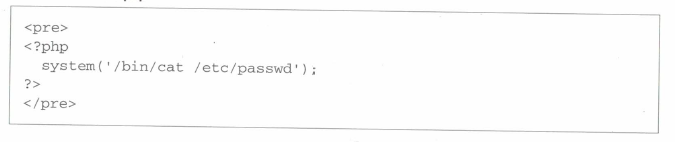 <pre>
<?php
  system('/bin/cat /etc/passwd');
?>
</pre>